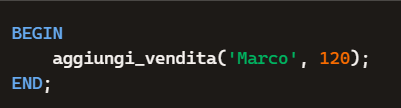 BEGIN
    aggiungi_vendita('Marco', 120);
END;